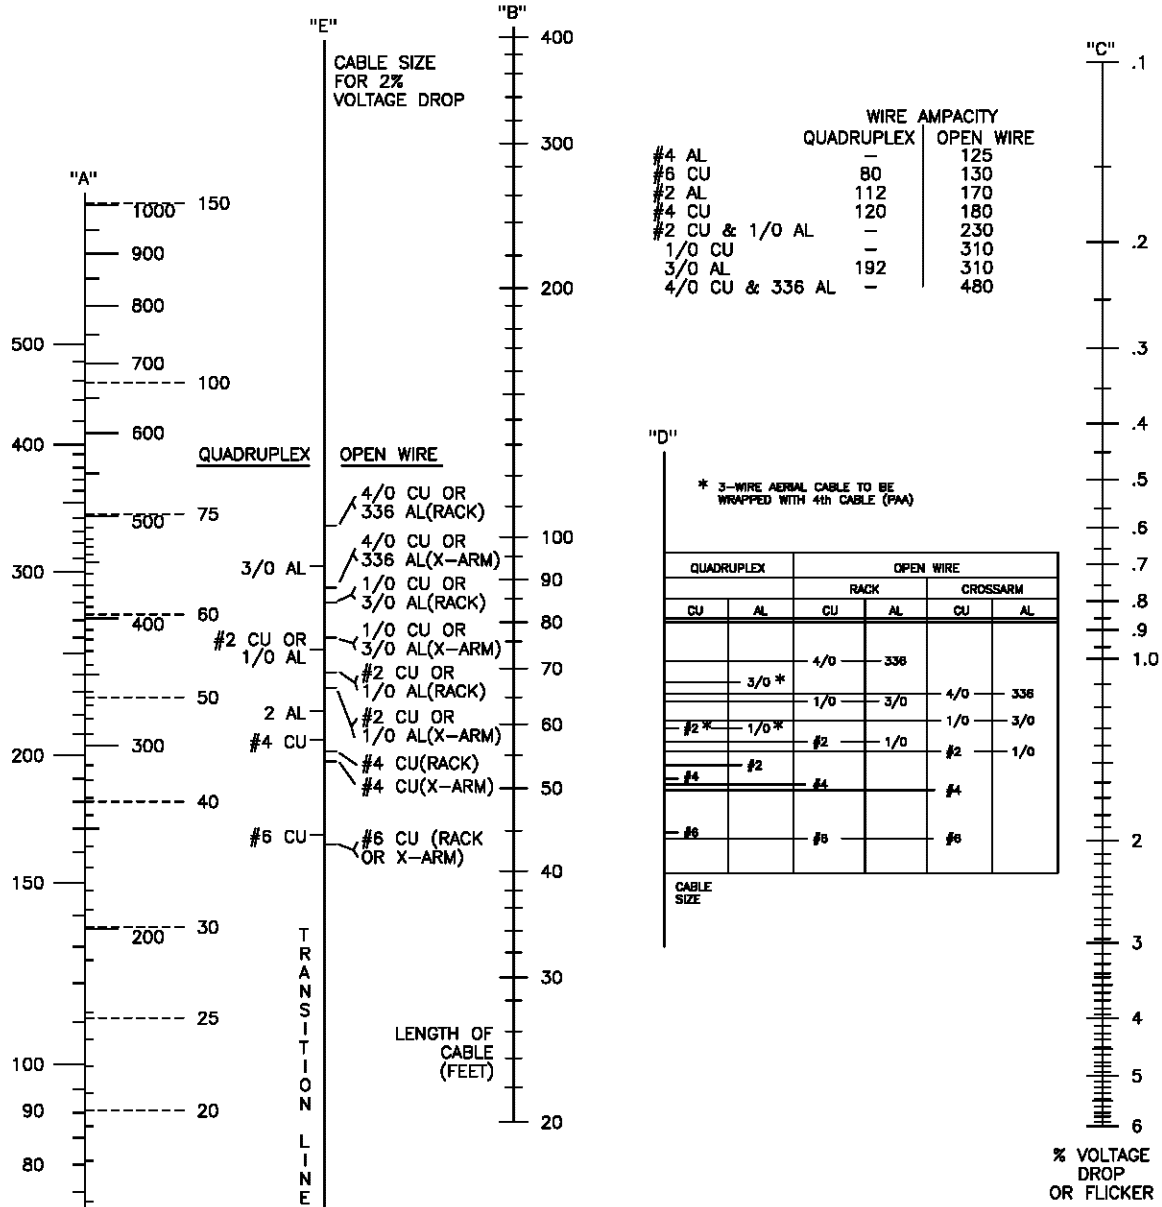 "E"
CABLE SIZE
FOR 2%
VOLTAGE DROP
"B"
400
300
200
100
90
80
70
60
50
40
30
20
LENGTH OF
CABLE
(FEET)
"A"
500
400
300
200
150
100
90
80
1000
900
800
700
600
500
400
300
200
150
100
75
60
50
40
30
25
20
QUADRUPLEX
3/0 AL
#2 CU OR
1/0 AL
2 AL
#4 CU
#6 CU
OPEN WIRE
4/0 CU OR
336 AL(RACK)
4/0 CU OR
336 AL(X-ARM)
1/0 CU OR
3/0 AL(RACK)
1/0 CU OR
3/0 AL(X-ARM)
#2 CU OR
1/0 AL(RACK)
#2 CU OR
1/0 AL(X-ARM)
#4 CU(RACK)
#4 CU(X-ARM)
#6 CU (RACK
OR X-ARM)
TRANSITION LINE
WIRE AMPACITY
QUADRUPLEX OPEN WIRE
#4 AL – 125
#6 CU 80 130
#2 AL 112 170
#4 CU 120 180
#2 CU & 1/0 AL – 230
1/0 CU – 310
3/0 AL 192 310
4/0 CU & 336 AL – 480
"D"
* 3-WIRE AERIAL CABLE TO BE
WRAPPED WITH 4th CABLE (PAA)
QUADRUPLEX OPEN WIRE
RACK CROSSARM
CU AL CU AL CU AL
4/0 336
3/0 *
4/0 336
1/0 3/0
1/0 3/0
#2 * 1/0 *
#2 1/0
#2 1/0
#2
#4
#4
#4
#6
#6 #6
CABLE
SIZE
"C"
.1
.2
.3
.4
.5
.6
.7
.8
.9
1.0
2
3
4
5
6
% VOLTAGE
DROP
OR FLICKER